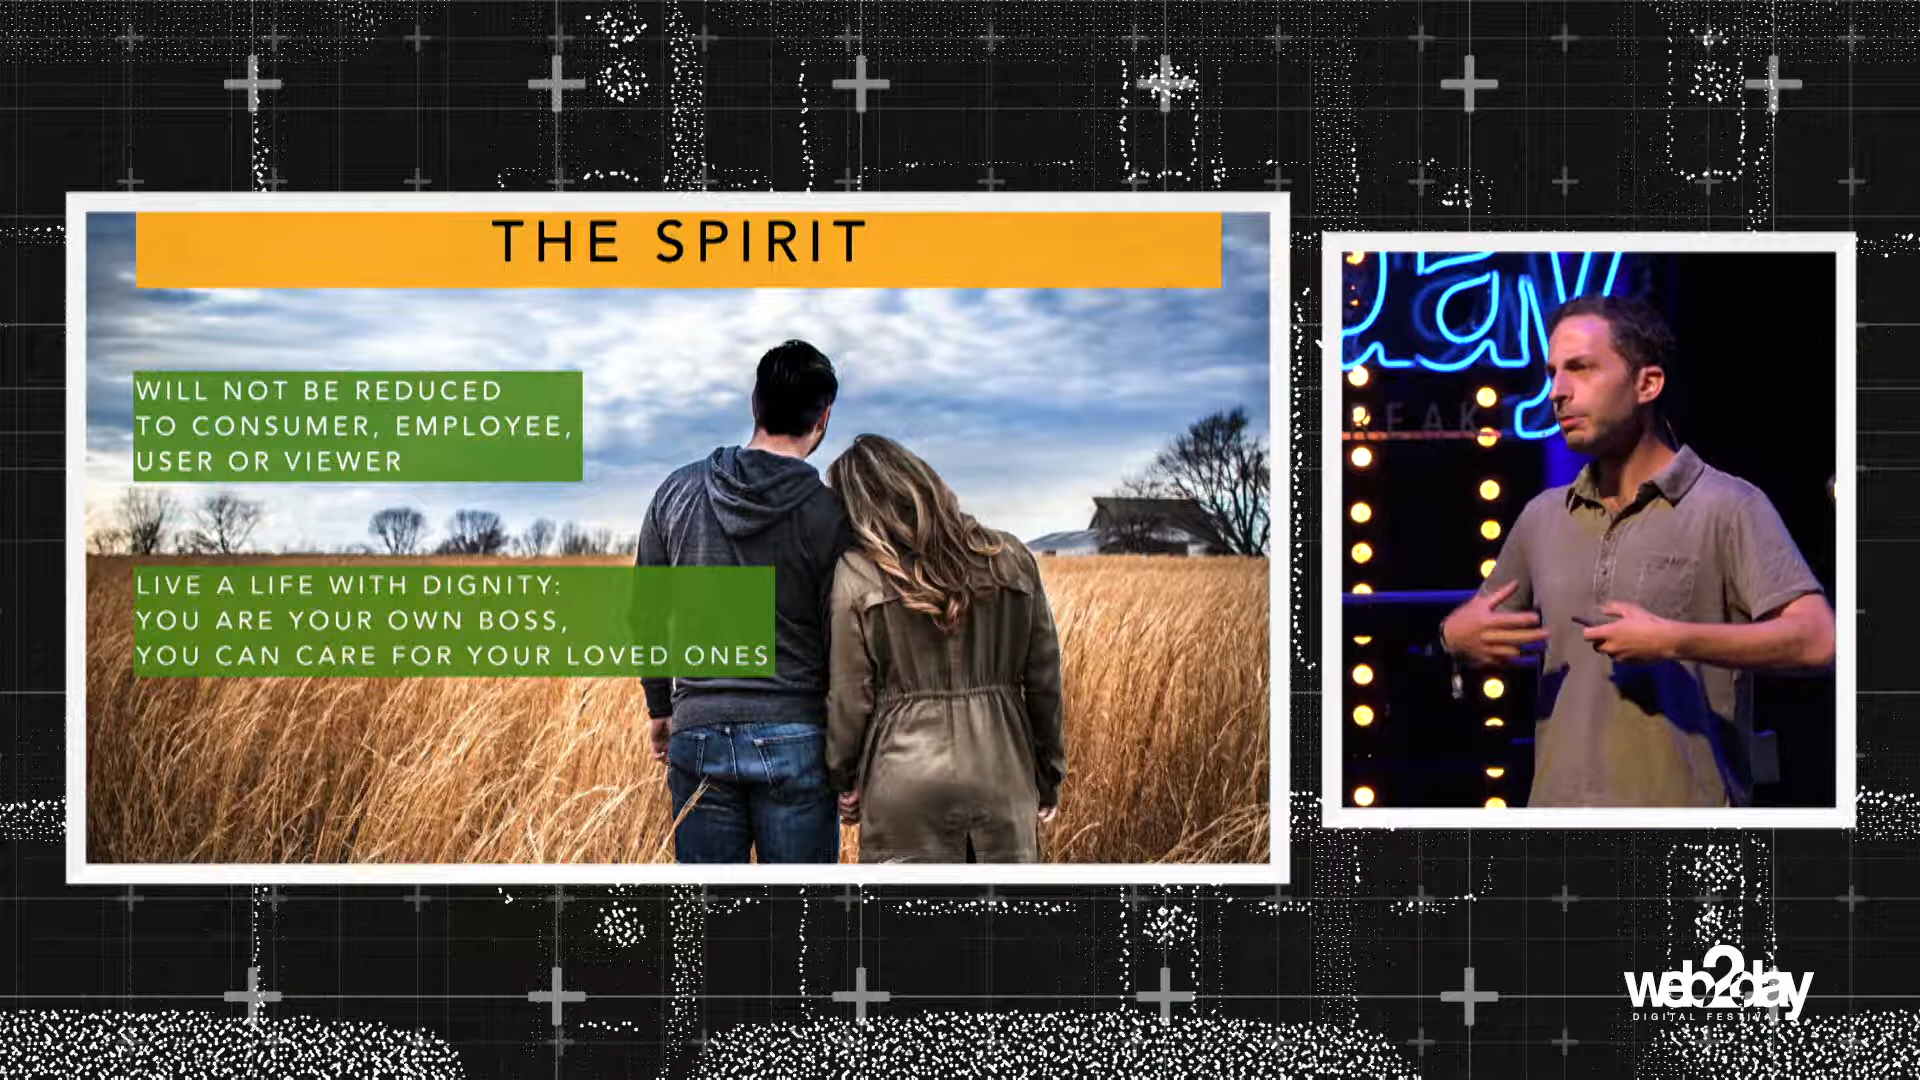 THE SPIRIT
WILL NOT BE REDUCED
TO CONSUMER, EMPLOYEE,
USER OR VIEWER
LIVE A LIFE WITH DIGNITY:
YOU ARE YOUR OWN BOSS,
YOU CAN CARE FOR YOUR LOVED ONES
day
web2day
DIGITAL FESTIVAL